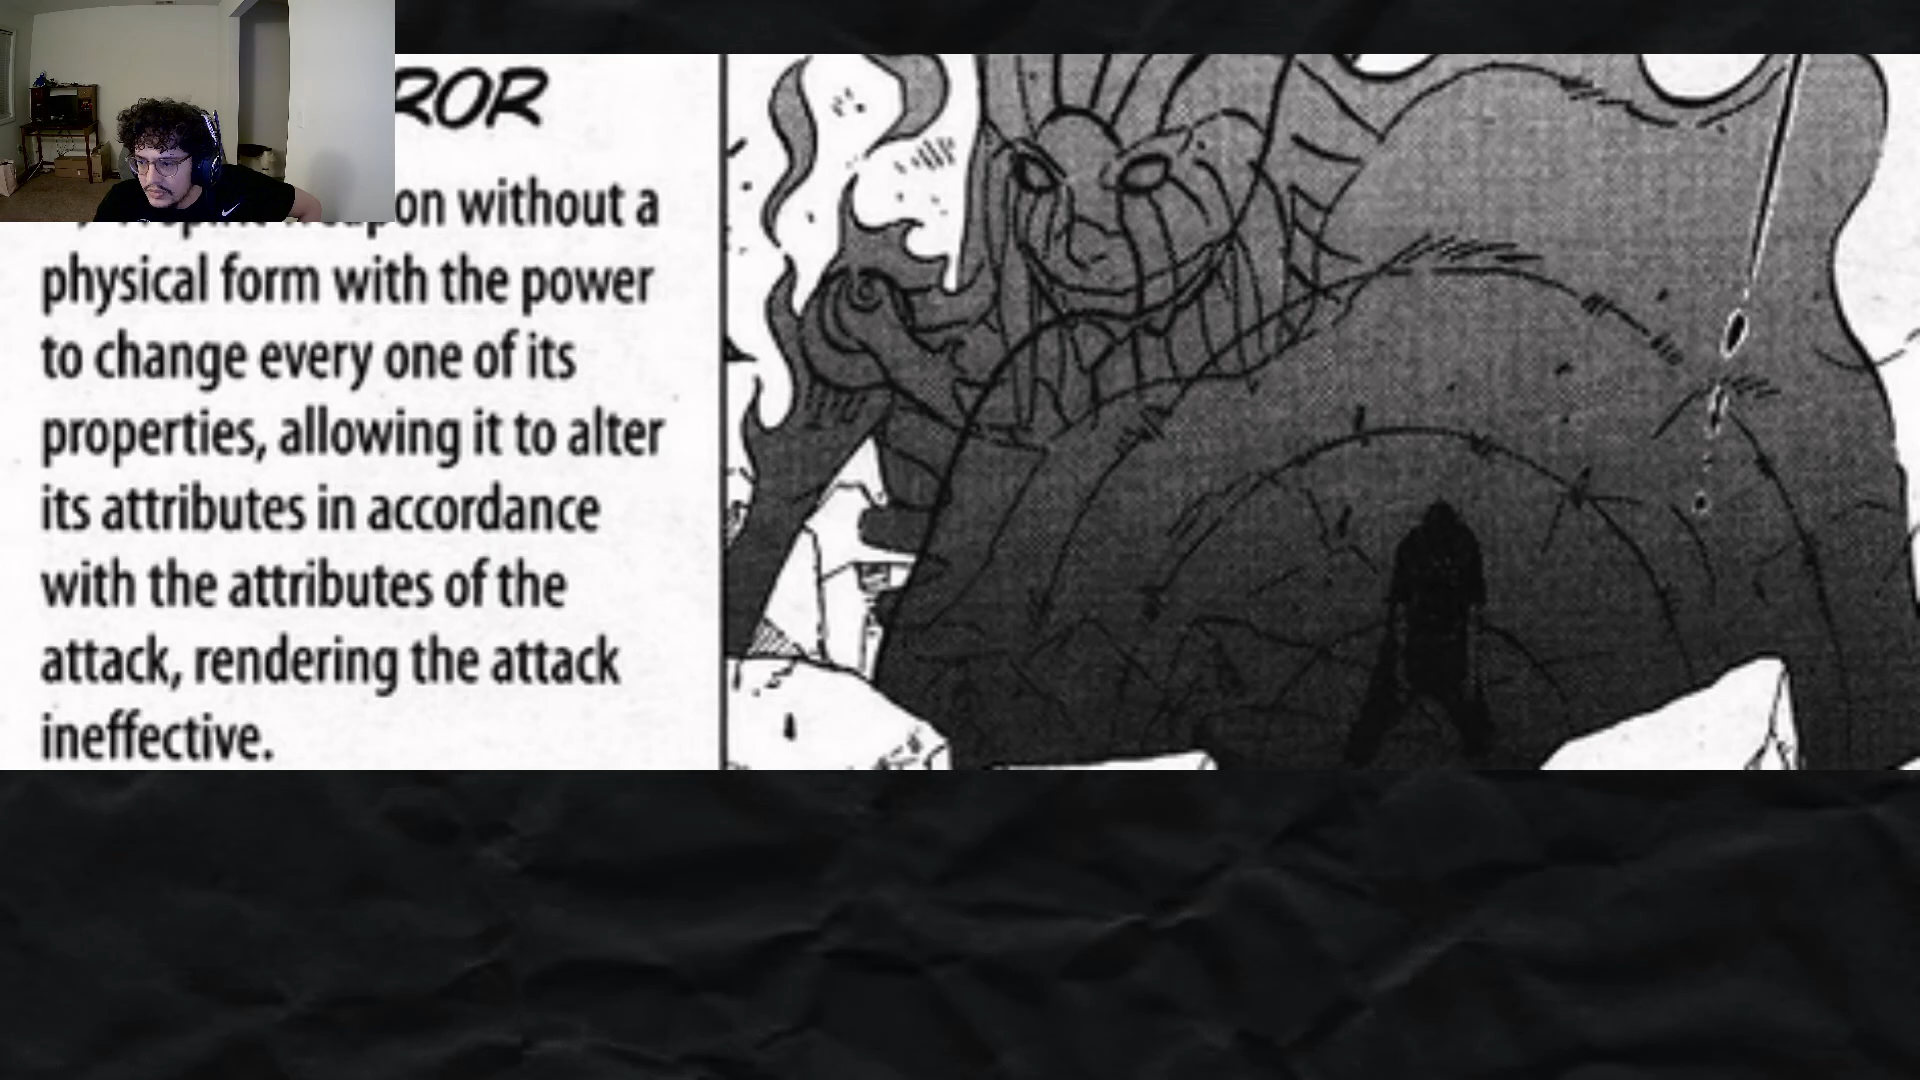 ROR
on without a
physical form with the power
to change every one of its
properties, allowing it to alter
its attributes in accordance
with the attributes of the
attack, rendering the attack
ineffective.